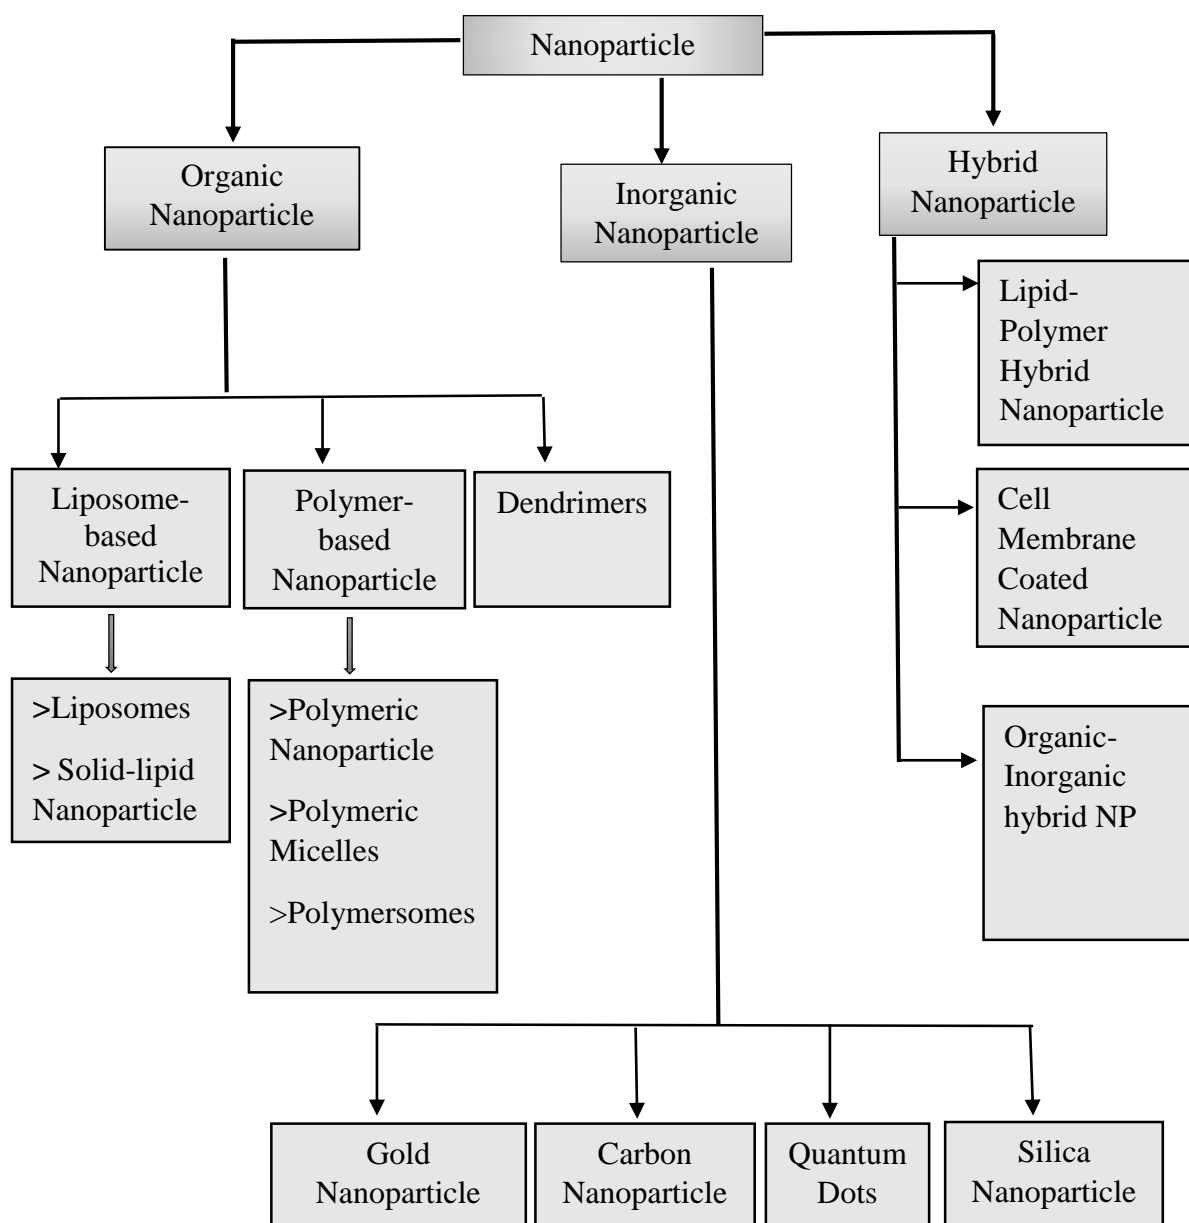 Nanoparticle
Organic
Nanoparticle
Inorganic
Nanoparticle
Hybrid
Nanoparticle
Lipid-
Polymer
Hybrid
Nanoparticle
Liposome-
based
Nanoparticle
Polymer-
based
Nanoparticle
Dendrimers
Cell
Membrane
Coated
Nanoparticle
>Liposomes
> Solid-lipid
Nanoparticle
>Polymeric
Nanoparticle
>Polymeric
Micelles
>Polymersomes
Organic-
Inorganic
hybrid NP
Gold
Nanoparticle
Carbon
Nanoparticle
Quantum
Dots
Silica
Nanoparticle